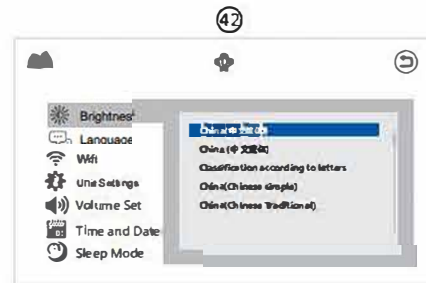 42
Brightness
Language
Wifi
Unit Settings
Volume Set
Time and Date
Sleep Mode
China(中文
China (中文
Classification according to letters
China(Chinese simple)
China(Chinese Traditional)